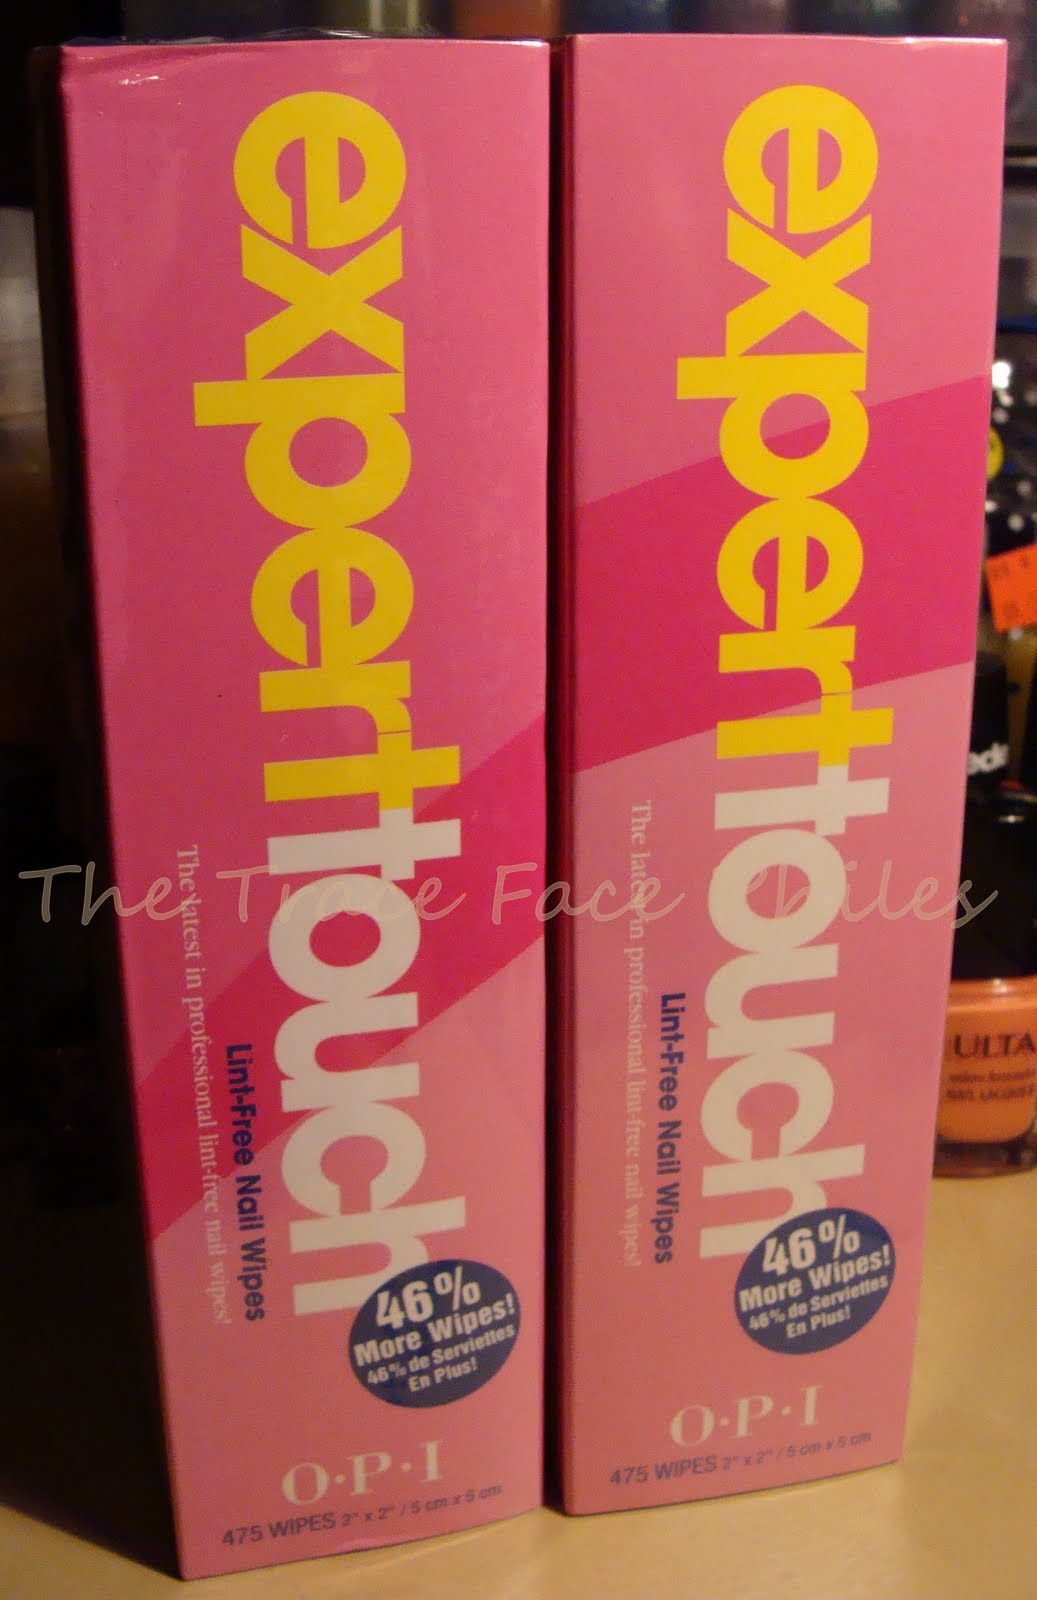 experttouch
The latest in professional lint-free nail wipes!
Lint-Free Nail Wipes
46%
More Wipes!
46% de Serviettes
En Plus!
O·P·I
475 WIPES 2" x 2" / 5 cm x 5 cm
experttouch
The latest in professional lint-free nail wipes!
Lint-Free Nail Wipes
46%
More Wipes!
46% de Serviettes
En Plus!
O·P·I
475 WIPES 2" x 2" / 5 cm x 5 cm
The Trace Face Philes
ULTA
NAIL LACQUER